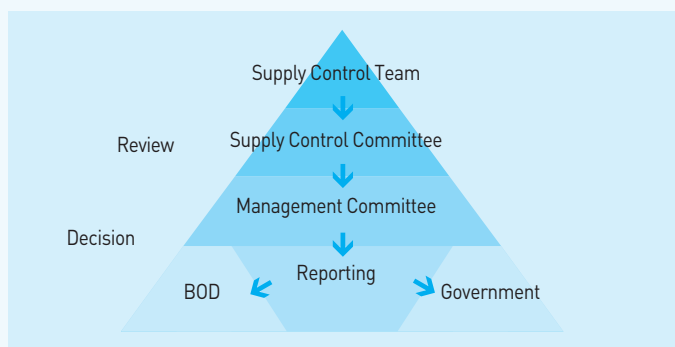 Supply Control Team
Review
Supply Control Committee
Management Committee
Decision
Reporting
BOD
Government